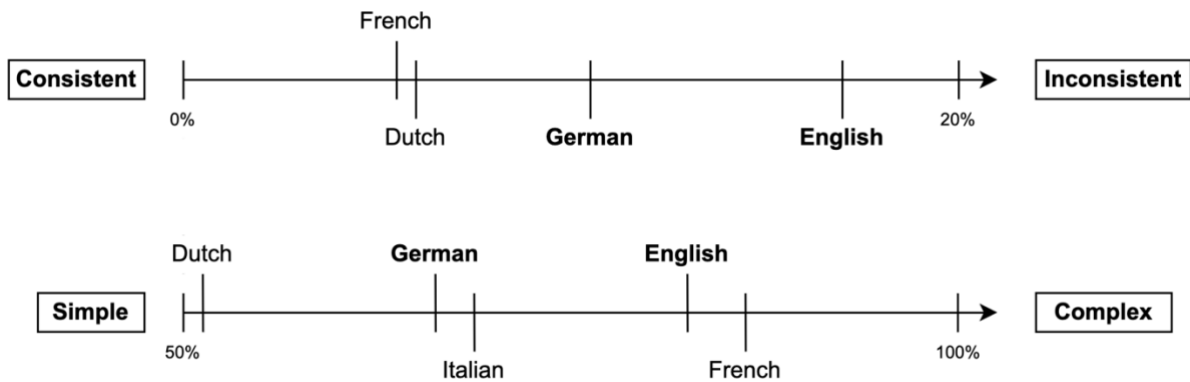 French
Consistent
Inconsistent
0%
20%
Dutch
German
English
Dutch
German
English
Simple
Complex
50%
100%
Italian
French